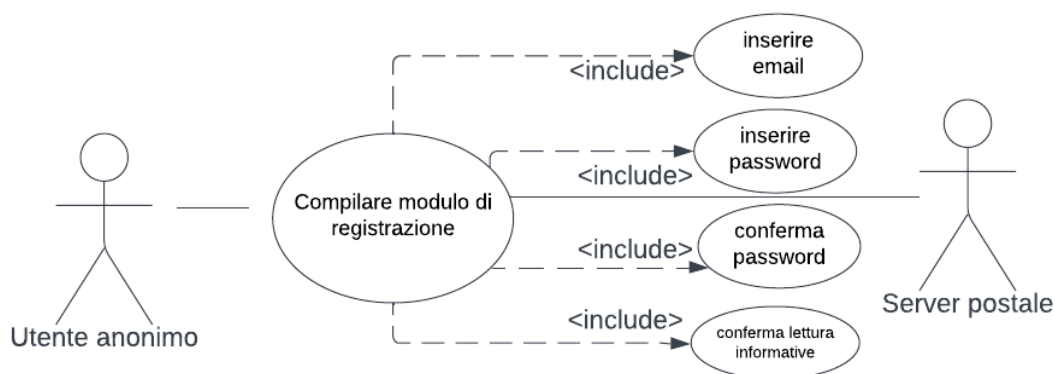 inserire
email
<include>
inserire
password
<include>
Compilare modulo di
registrazione
conferma
password
<include>
Server postale
Utente anonimo
<include>
conferma lettura
informative